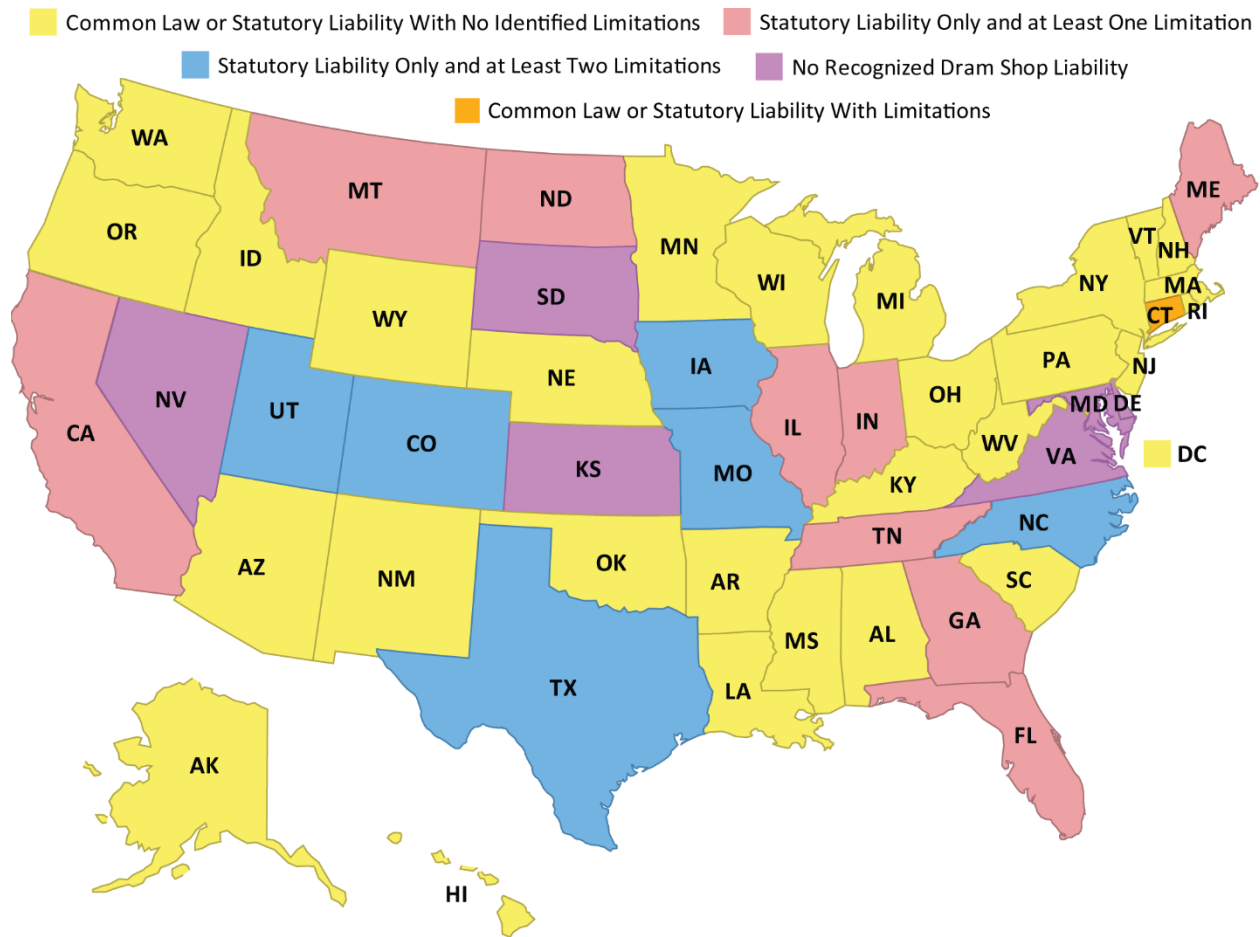 Common Law or Statutory Liability With No Identified Limitations
Statutory Liability Only and at Least One Limitation
Statutory Liability Only and at Least Two Limitations
No Recognized Dram Shop Liability
Common Law or Statutory Liability With Limitations
WA
MT
ND
ME
OR
ID
MN
VT
NH
SD
WI
MI
NY
MA
WY
CT
RI
IA
PA
NE
NJ
NV
UT
OH
MD
DE
CO
IL
IN
CA
WV
VA
DC
KS
MO
KY
NC
TN
AZ
NM
OK
AR
SC
MS
AL
GA
TX
LA
FL
AK
HI